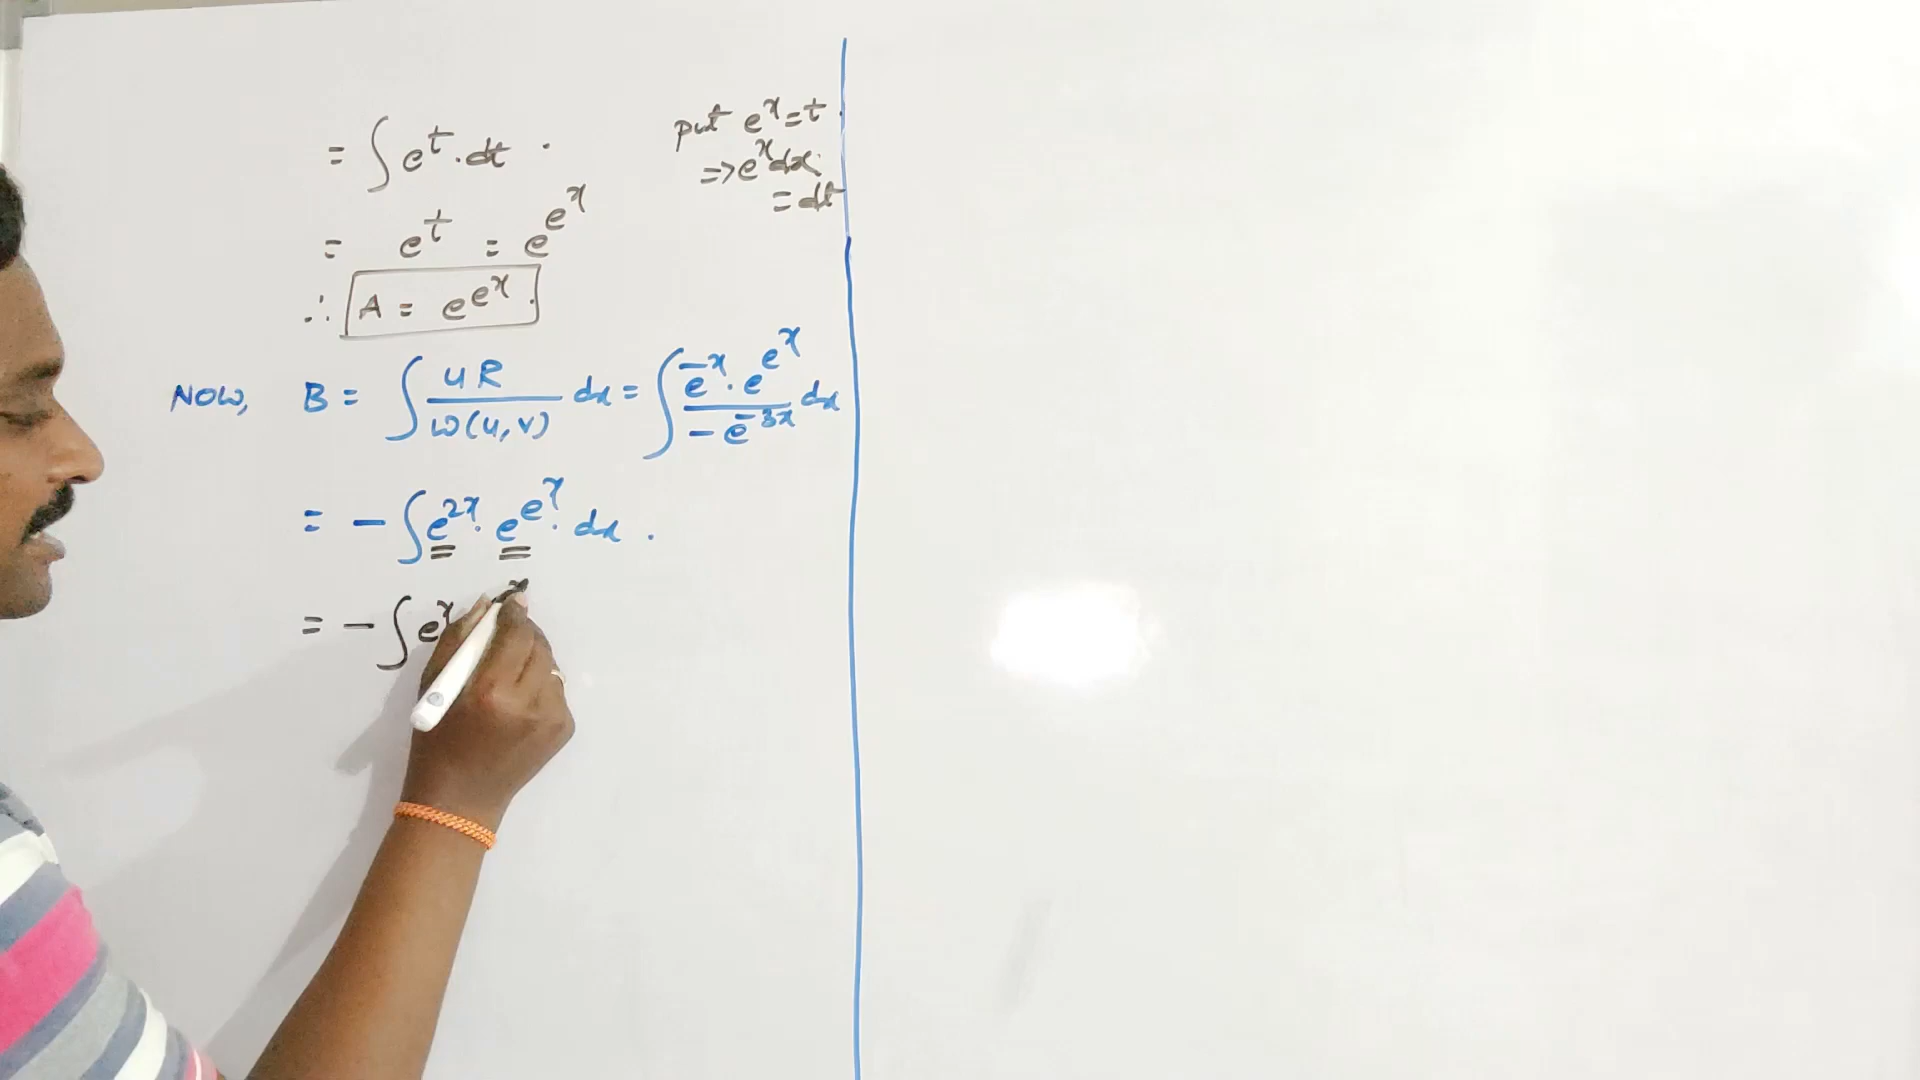 = ∫ e^t . dt .
put e^x = t
=> e^x dx
= dt
= e^t = e^{e^x}
∴ A = e^{e^x} .
NOW, B = ∫ uR / w(u,v) dx = ∫ e^{-x} . e^{e^x} / -e^{-3x} dx
= - ∫ e^{2x} . e^{e^x} . dx .
= - ∫ e^x